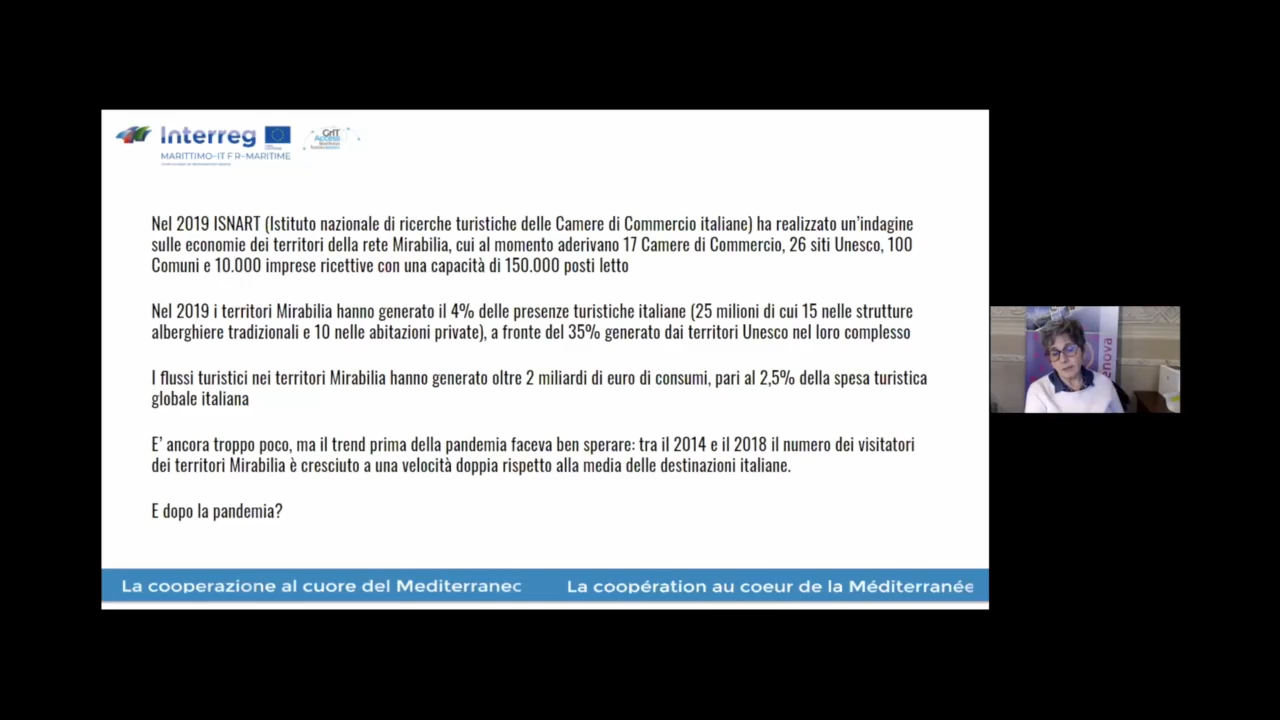 Interreg
MARITTIMO-IT FR-MARITIME
GrIT
Access
Nel 2019 ISNART (Istituto nazionale di ricerche turistiche delle Camere di Commercio italiane) ha realizzato un'indagine
sulle economie dei territori della rete Mirabilia, cui al momento aderivano 17 Camere di Commercio, 26 siti Unesco, 100
Comuni e 10.000 imprese ricettive con una capacità di 150.000 posti letto
Nel 2019 i territori Mirabilia hanno generato il 4% delle presenze turistiche italiane (25 milioni di cui 15 nelle strutture
alberghiere tradizionali e 10 nelle abitazioni private), a fronte del 35% generato dai territori Unesco nel loro complesso
I flussi turistici nei territori Mirabilia hanno generato oltre 2 miliardi di euro di consumi, pari al 2,5% della spesa turistica
globale italiana
E' ancora troppo poco, ma il trend prima della pandemia faceva ben sperare: tra il 2014 e il 2018 il numero dei visitatori
dei territori Mirabilia è cresciuto a una velocità doppia rispetto alla media delle destinazioni italiane.
E dopo la pandemia?
enova
La cooperazione al cuore del Mediterranec
La coopération au coeur de la Méditerranée